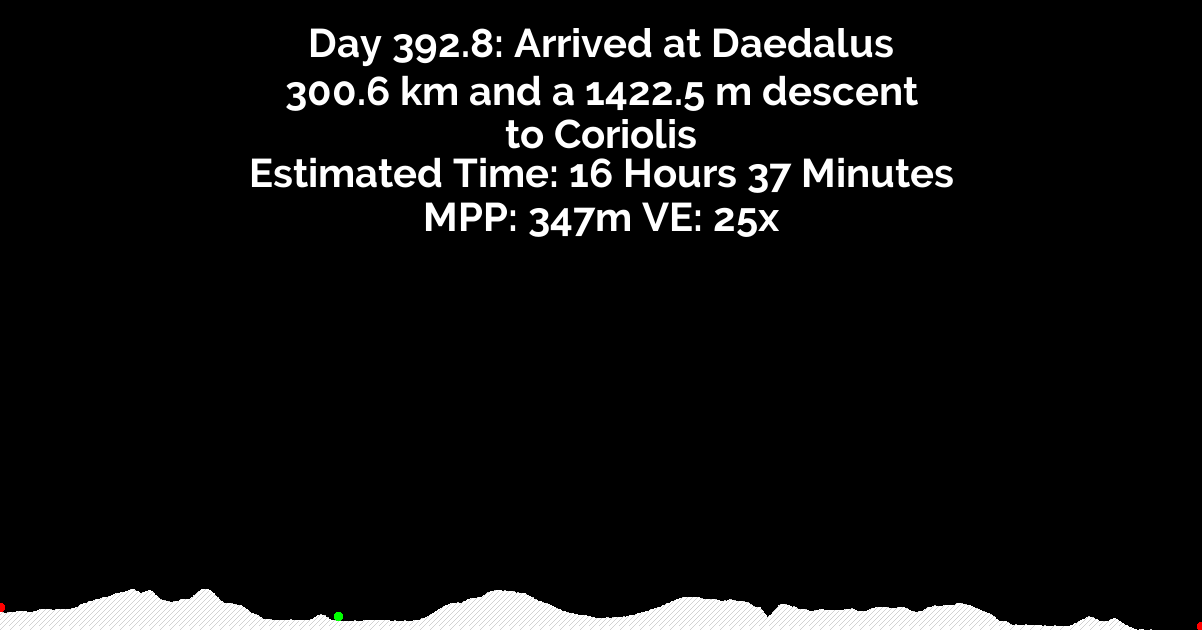 Day 392.8: Arrived at Daedalus
300.6 km and a 1422.5 m descent
to Coriolis
Estimated Time: 16 Hours 37 Minutes
MPP: 347m VE: 25x